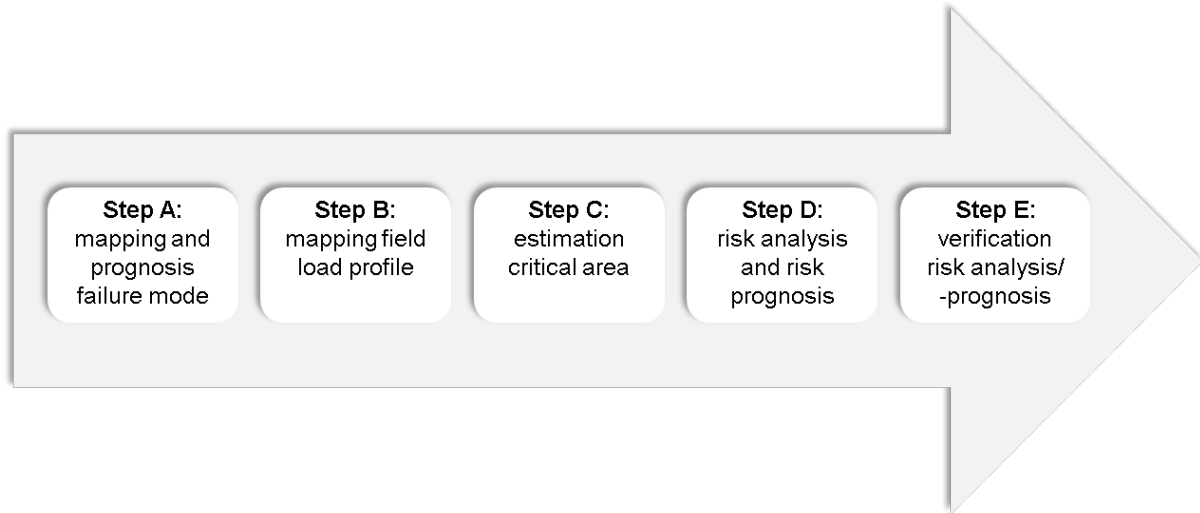 Step A:
mapping and
prognosis
failure mode
Step B:
mapping field
load profile
Step C:
estimation
critical area
Step D:
risk analysis
and risk
prognosis
Step E:
verification
risk analysis/
-prognosis